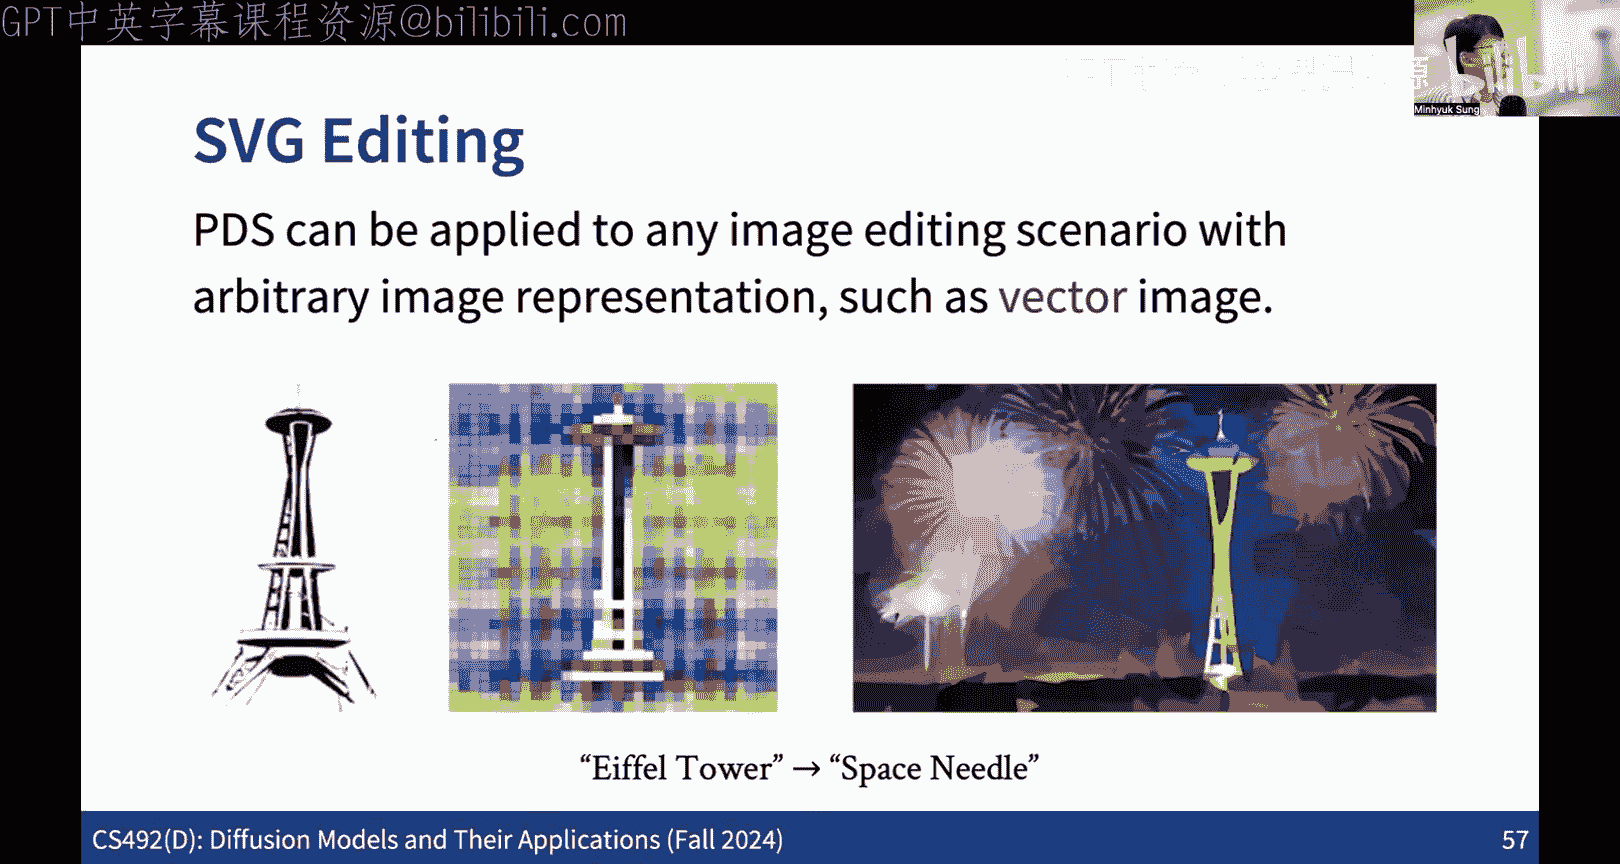 GPT中英字幕课程资源@bilibili.com
bilibili
Minhyuk Sung
SVG Editing
PDS can be applied to any image editing scenario with
arbitrary image representation, such as vector image.
“Eiffel Tower” → “Space Needle”
CS492(D): Diffusion Models and Their Applications (Fall 2024)
57